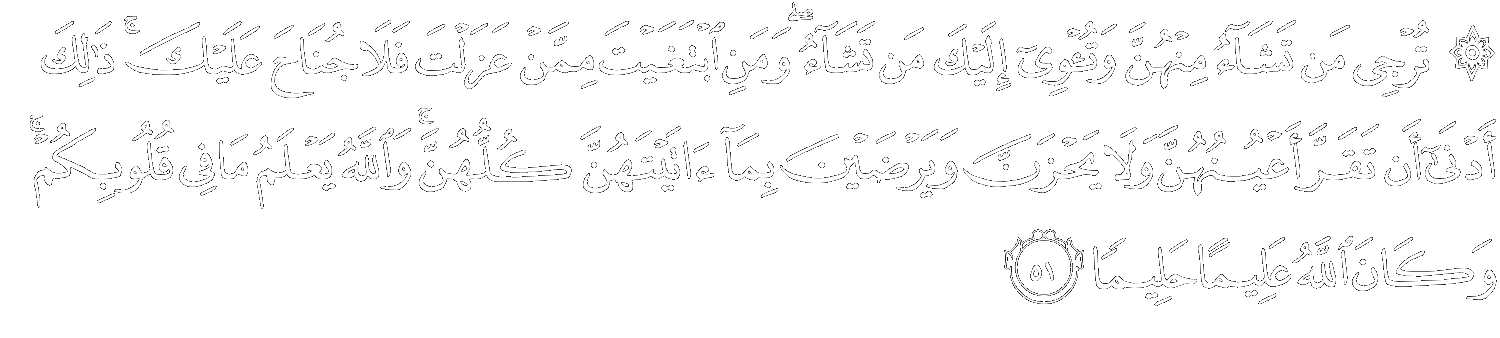 ۞ تُرْجِى مَن تَشَآءُ مِنْهُنَّ وَتُـْٔوِىٓ إِلَيْكَ مَن تَشَآءُ ۖ وَمَنِ ٱبْتَغَيْتَ مِمَّنْ عَزَلْتَ فَلَا جُنَاحَ عَلَيْكَ ۚ ذَٰلِكَ
أَدْنَىٰٓ أَن تَقَرَّ أَعْيُنُهُنَّ وَلَا يَحْزَنَّ وَيَرْضَيْنَ بِمَآ ءَاتَيْتَهُنَّ كُلُّهُنَّ ۚ وَٱللَّهُ يَعْلَمُ مَا فِى قُلُوبِكُمْ ۚ
وَكَانَ ٱللَّهُ عَلِيمًا حَلِيمًا ٥١